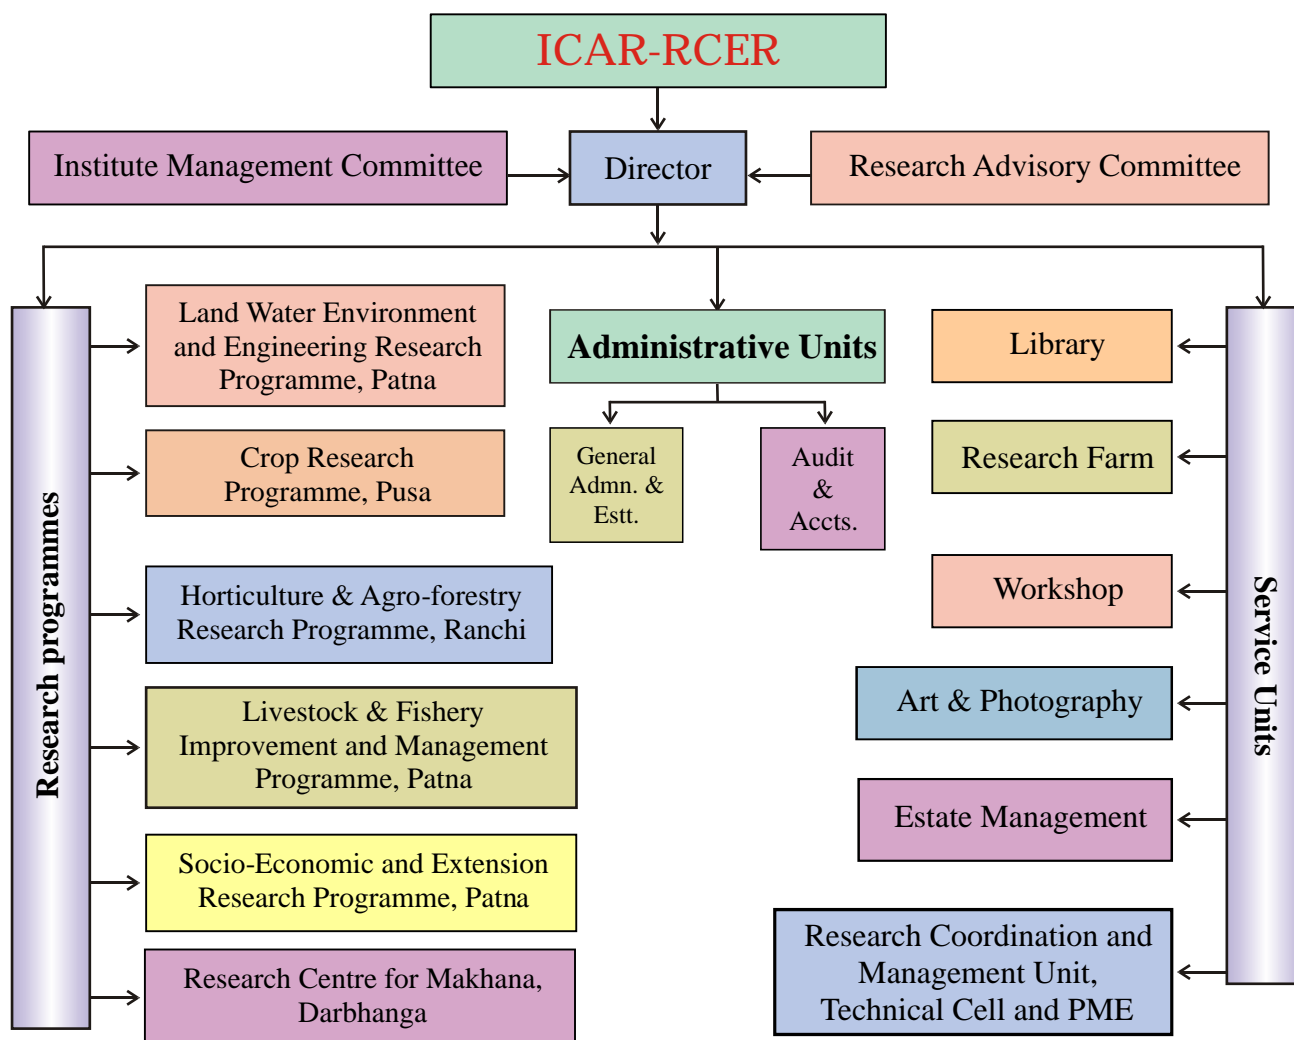 ICAR-RCER
Institute Management Committee
Director
Research Advisory Committee
Research programmes
Land Water Environment
and Engineering Research
Programme, Patna
Crop Research
Programme, Pusa
Horticulture & Agro-forestry
Research Programme, Ranchi
Livestock & Fishery
Improvement and Management
Programme, Patna
Socio-Economic and Extension
Research Programme, Patna
Research Centre for Makhana,
Darbhanga
Administrative Units
General
Admn. &
Estt.
Audit
&
Accts.
Service Units
Library
Research Farm
Workshop
Art & Photography
Estate Management
Research Coordination and
Management Unit,
Technical Cell and PME